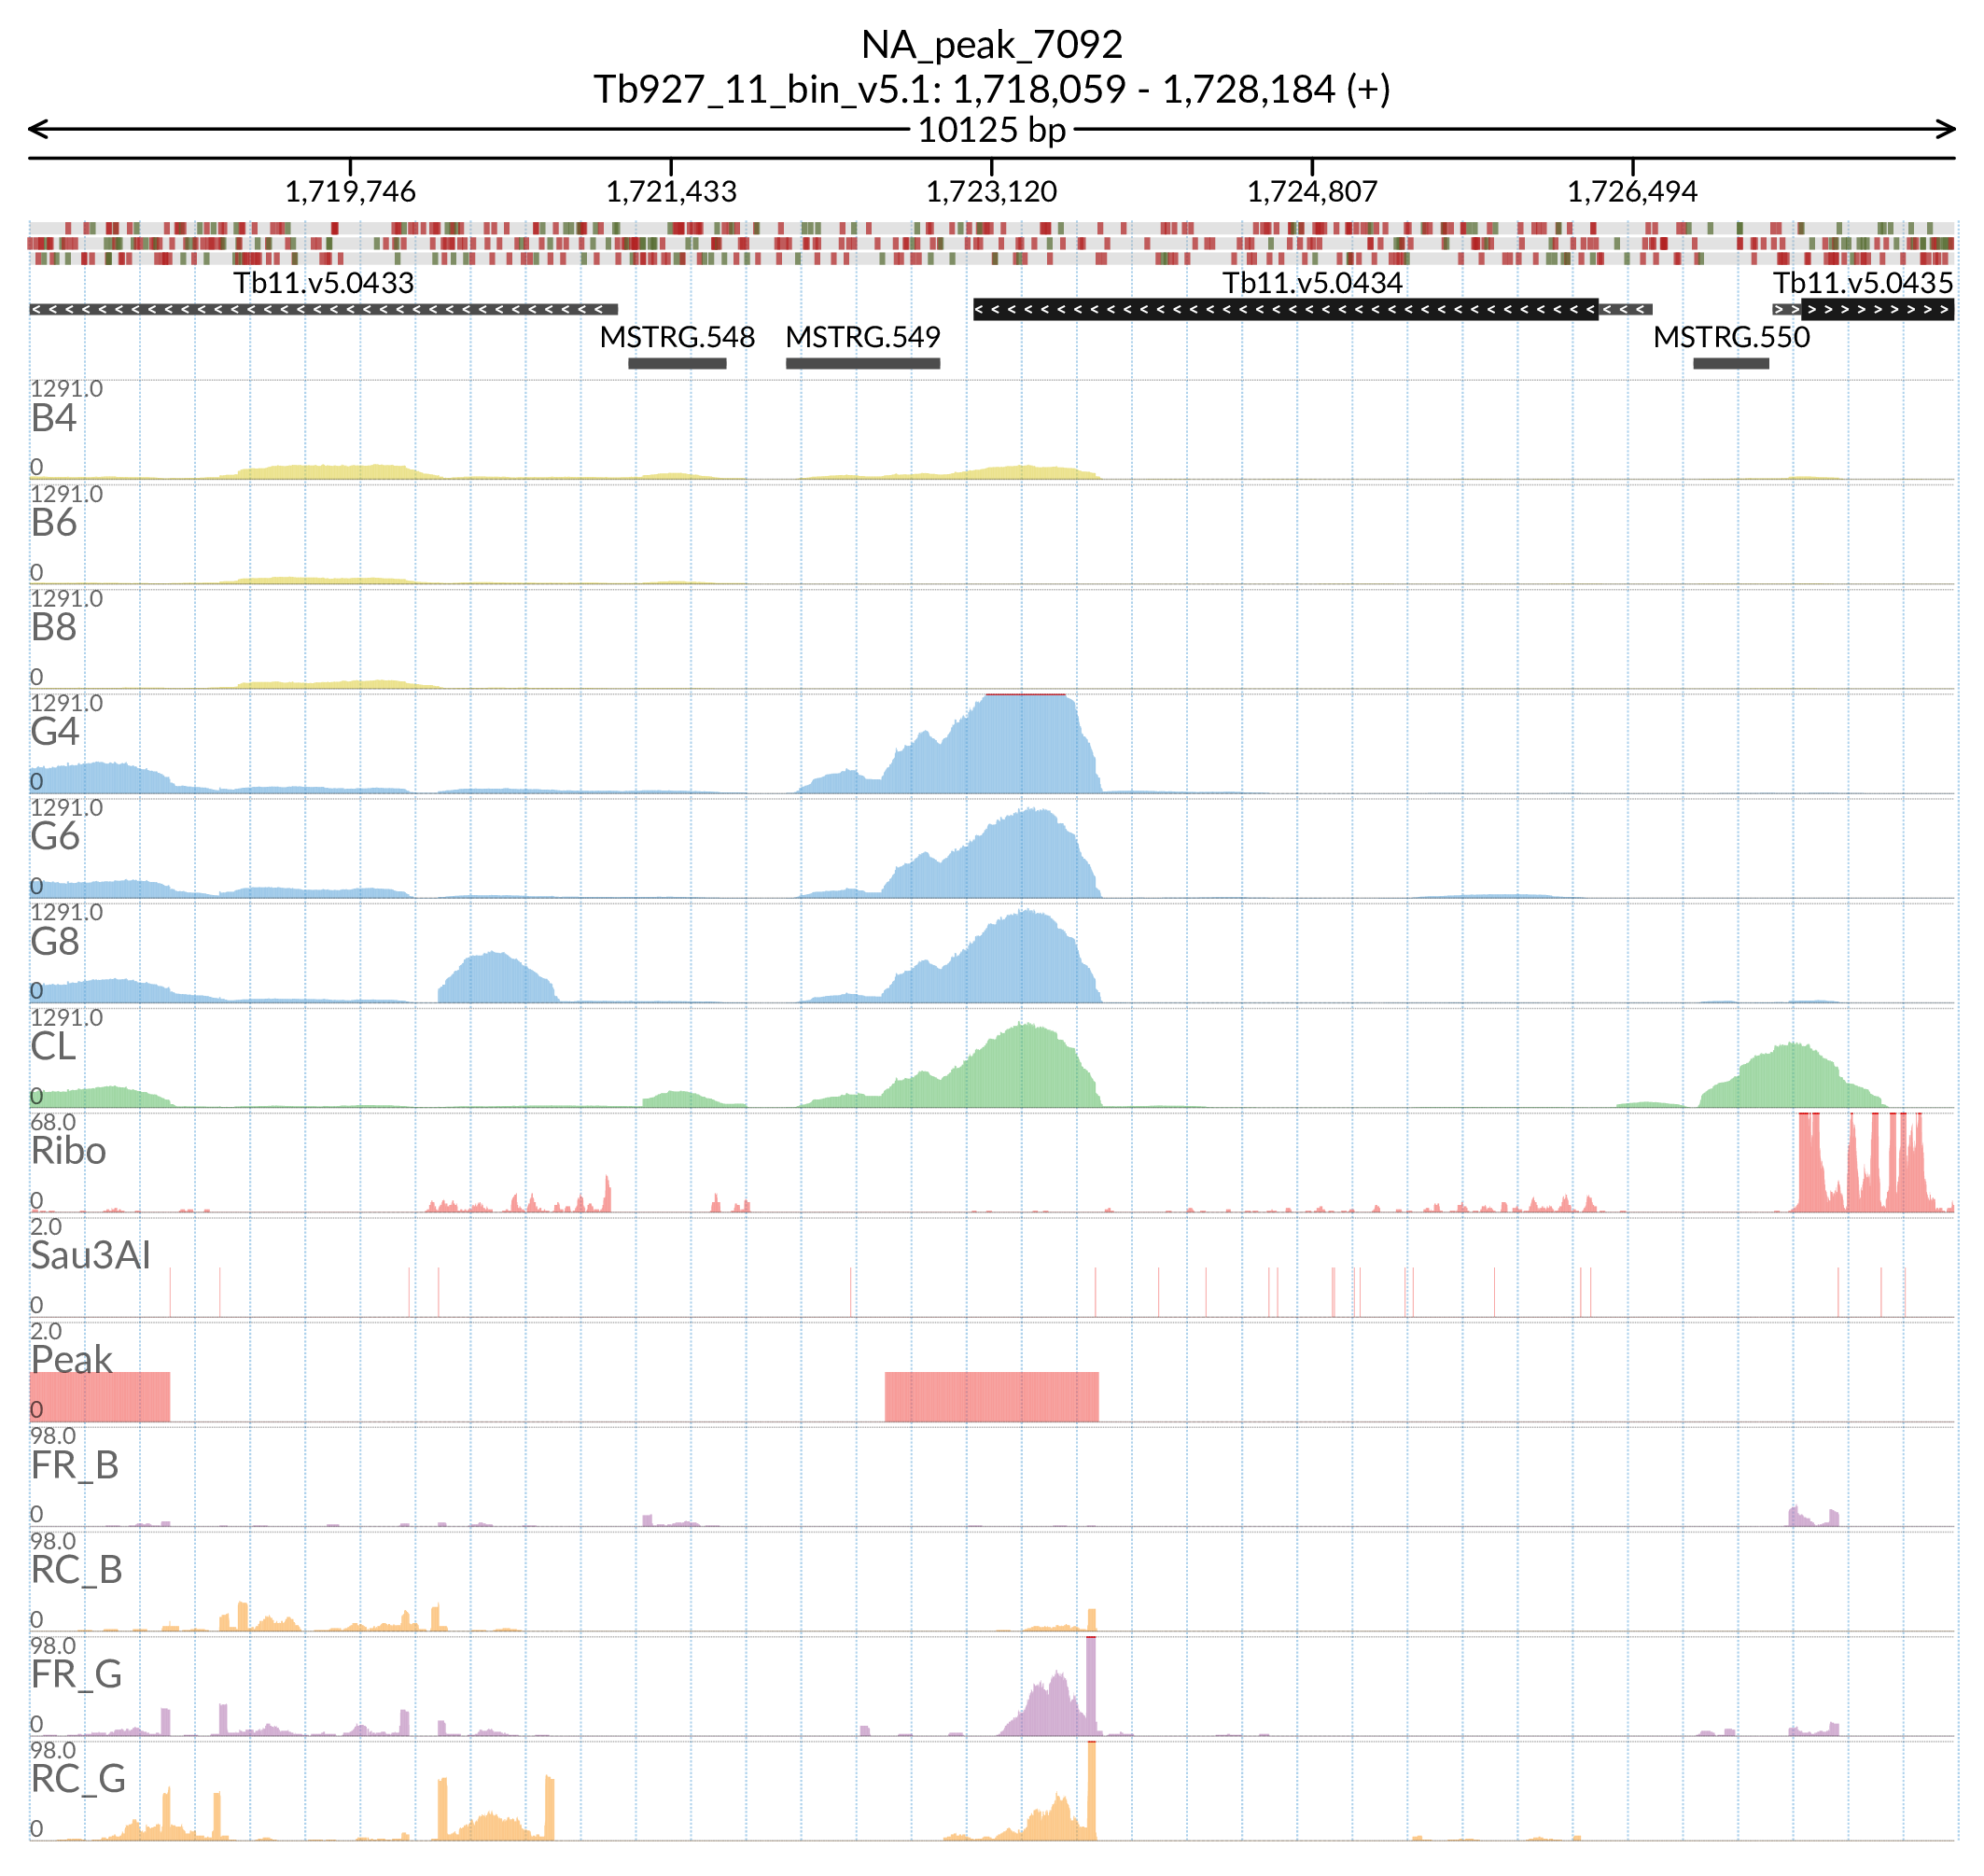 NA_peak_7092
Tb927_11_bin_v5.1: 1,718,059 - 1,728,184 (+)
10125 bp
1,719,746 1,721,433 1,723,120 1,724,807 1,726,494
Tb11.v5.0433 Tb11.v5.0434 Tb11.v5.0435
MSTRG.548 MSTRG.549 MSTRG.550
1291.0
B4
0
1291.0
B6
0
1291.0
B8
0
1291.0
G4
0
1291.0
G6
0
1291.0
G8
0
1291.0
CL
0
68.0
Ribo
0
2.0
Sau3AI
0
2.0
Peak
0
98.0
FR_B
0
98.0
RC_B
0
98.0
FR_G
0
98.0
RC_G
0